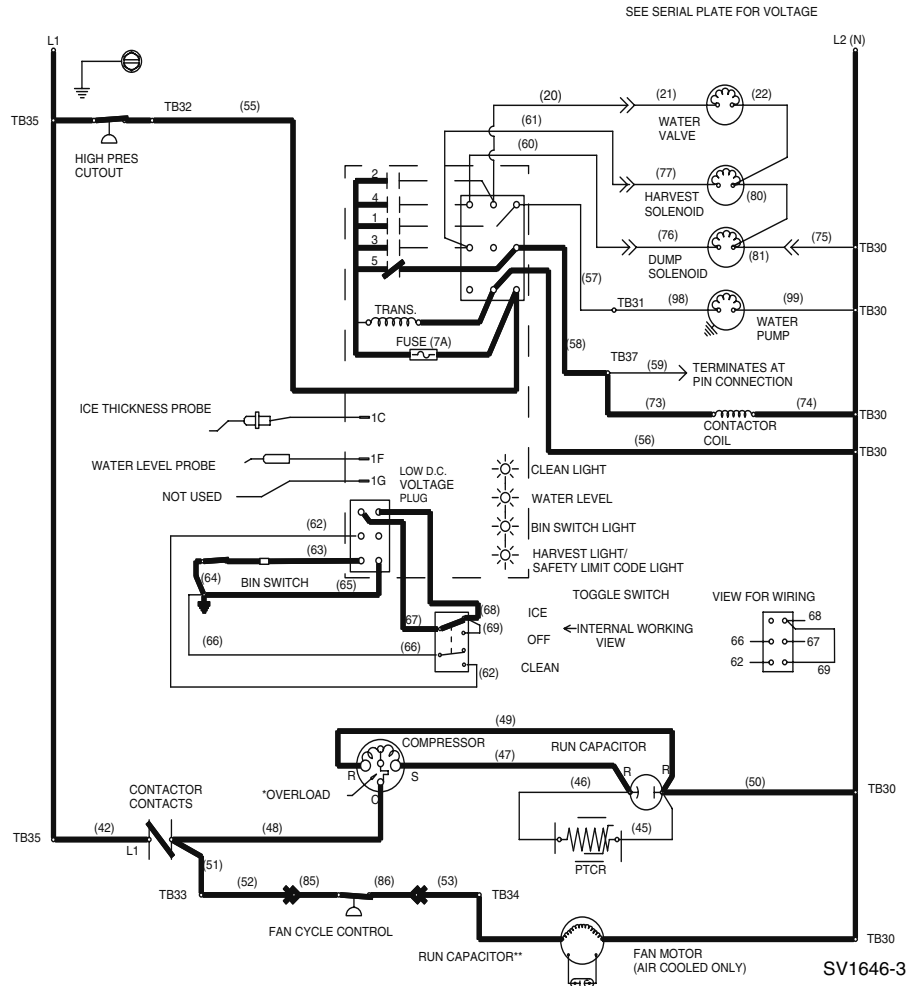 SEE SERIAL PLATE FOR VOLTAGE
L1
L2 (N)
TB35
TB32
(55)
HIGH PRES
CUTOUT
(20)
(21)
(22)
WATER
VALVE
(61)
(60)
(77)
(80)
HARVEST
SOLENOID
(76)
(81)
(75)
DUMP
SOLENOID
TB30
2
4
1
3
5
(57)
TB31
(98)
(99)
TB30
WATER
PUMP
TRANS.
FUSE (7A)
(58)
TB37
(59)
TERMINATES AT
PIN CONNECTION
(73)
(74)
TB30
CONTACTOR
COIL
(56)
TB30
ICE THICKNESS PROBE
1C
WATER LEVEL PROBE
1F
1G
NOT USED
LOW D.C.
VOLTAGE
PLUG
CLEAN LIGHT
WATER LEVEL
BIN SWITCH LIGHT
HARVEST LIGHT/
SAFETY LIMIT CODE LIGHT
(62)
(63)
(64)
BIN SWITCH
(65)
(66)
(67)
(68)
(69)
(66)
(62)
TOGGLE SWITCH
ICE
OFF
CLEAN
INTERNAL WORKING
VIEW
VIEW FOR WIRING
68
66
67
62
69
(49)
COMPRESSOR
(47)
RUN CAPACITOR
R
S
C
R
R
*OVERLOAD
(46)
(45)
(50)
TB30
PTCR
CONTACTOR
CONTACTS
TB35
(42)
L1
(48)
(51)
TB33
(52)
(85)
(86)
(53)
TB34
FAN CYCLE CONTROL
RUN CAPACITOR**
FAN MOTOR
(AIR COOLED ONLY)
TB30
SV1646-3